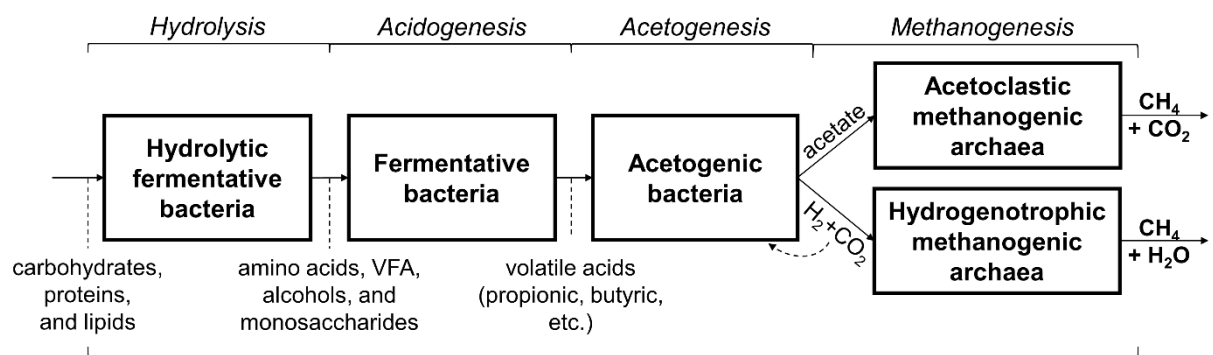 Hydrolysis
Acidogenesis
Acetogenesis
Methanogenesis
Hydrolytic
fermentative
bacteria
Fermentative
bacteria
Acetogenic
bacteria
acetate
H₂+CO₂
Acetoclastic
methanogenic
archaea
CH₄
+ CO₂
Hydrogenotrophic
methanogenic
archaea
CH₄
+ H₂O
carbohydrates,
proteins,
and lipids
amino acids, VFA,
alcohols, and
monosaccharides
volatile acids
(propionic, butyric,
etc.)